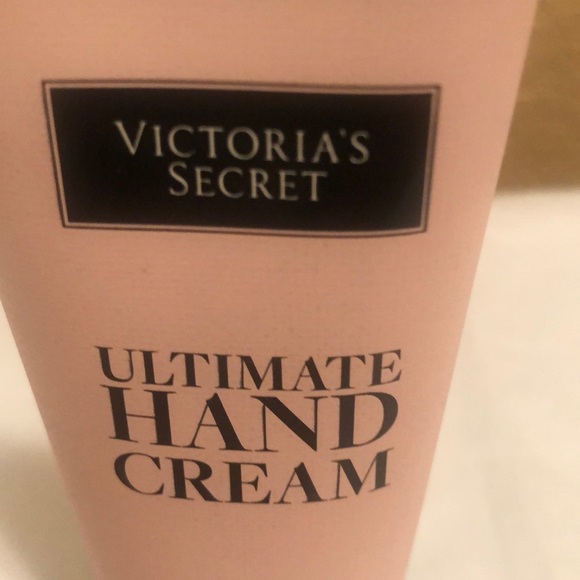 VICTORIA'S
SECRET
ULTIMATE
HAND
CREAM